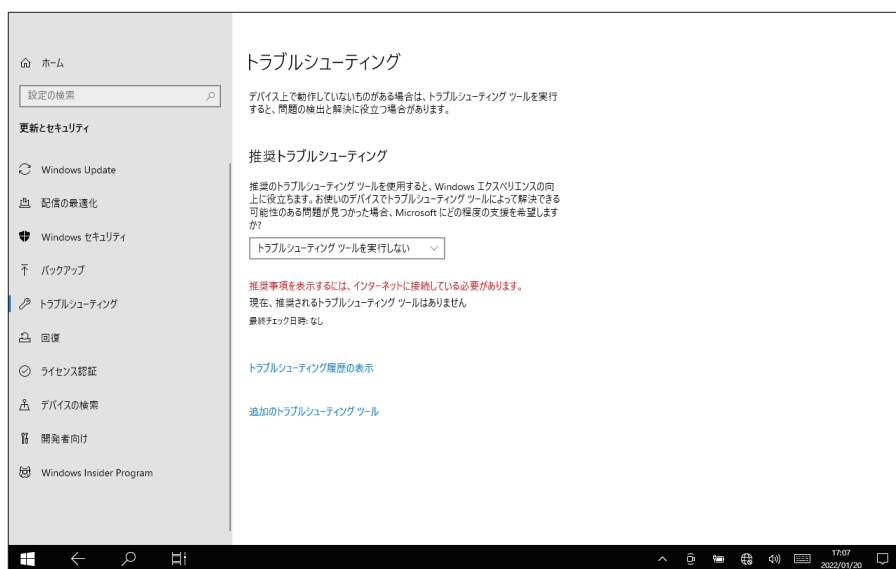 ホーム
設定の検索
更新とセキュリティ
Windows Update
配信の最適化
Windows セキュリティ
バックアップ
トラブルシューティング
回復
ライセンス認証
デバイスの検索
開発者向け
Windows Insider Program
トラブルシューティング
デバイス上で動作していないものがある場合は、トラブルシューティング ツールを実行
すると、問題の検出と解決に役立つ場合があります。
推奨トラブルシューティング
推奨のトラブルシューティング ツールを使用すると、Windows エクスペリエンスの向
上に役立ちます。お使いのデバイスでトラブルシューティング ツールによって解決できる
可能性のある問題が見つかった場合、Microsoft にどの程度の支援を希望します
か?
トラブルシューティング ツールを実行しない
推奨事項を表示するには、インターネットに接続している必要があります。
現在、推奨されるトラブルシューティング ツールはありません
最終チェック日時: なし
トラブルシューティング履歴の表示
追加のトラブルシューティング ツール
17:07
2022/01/20